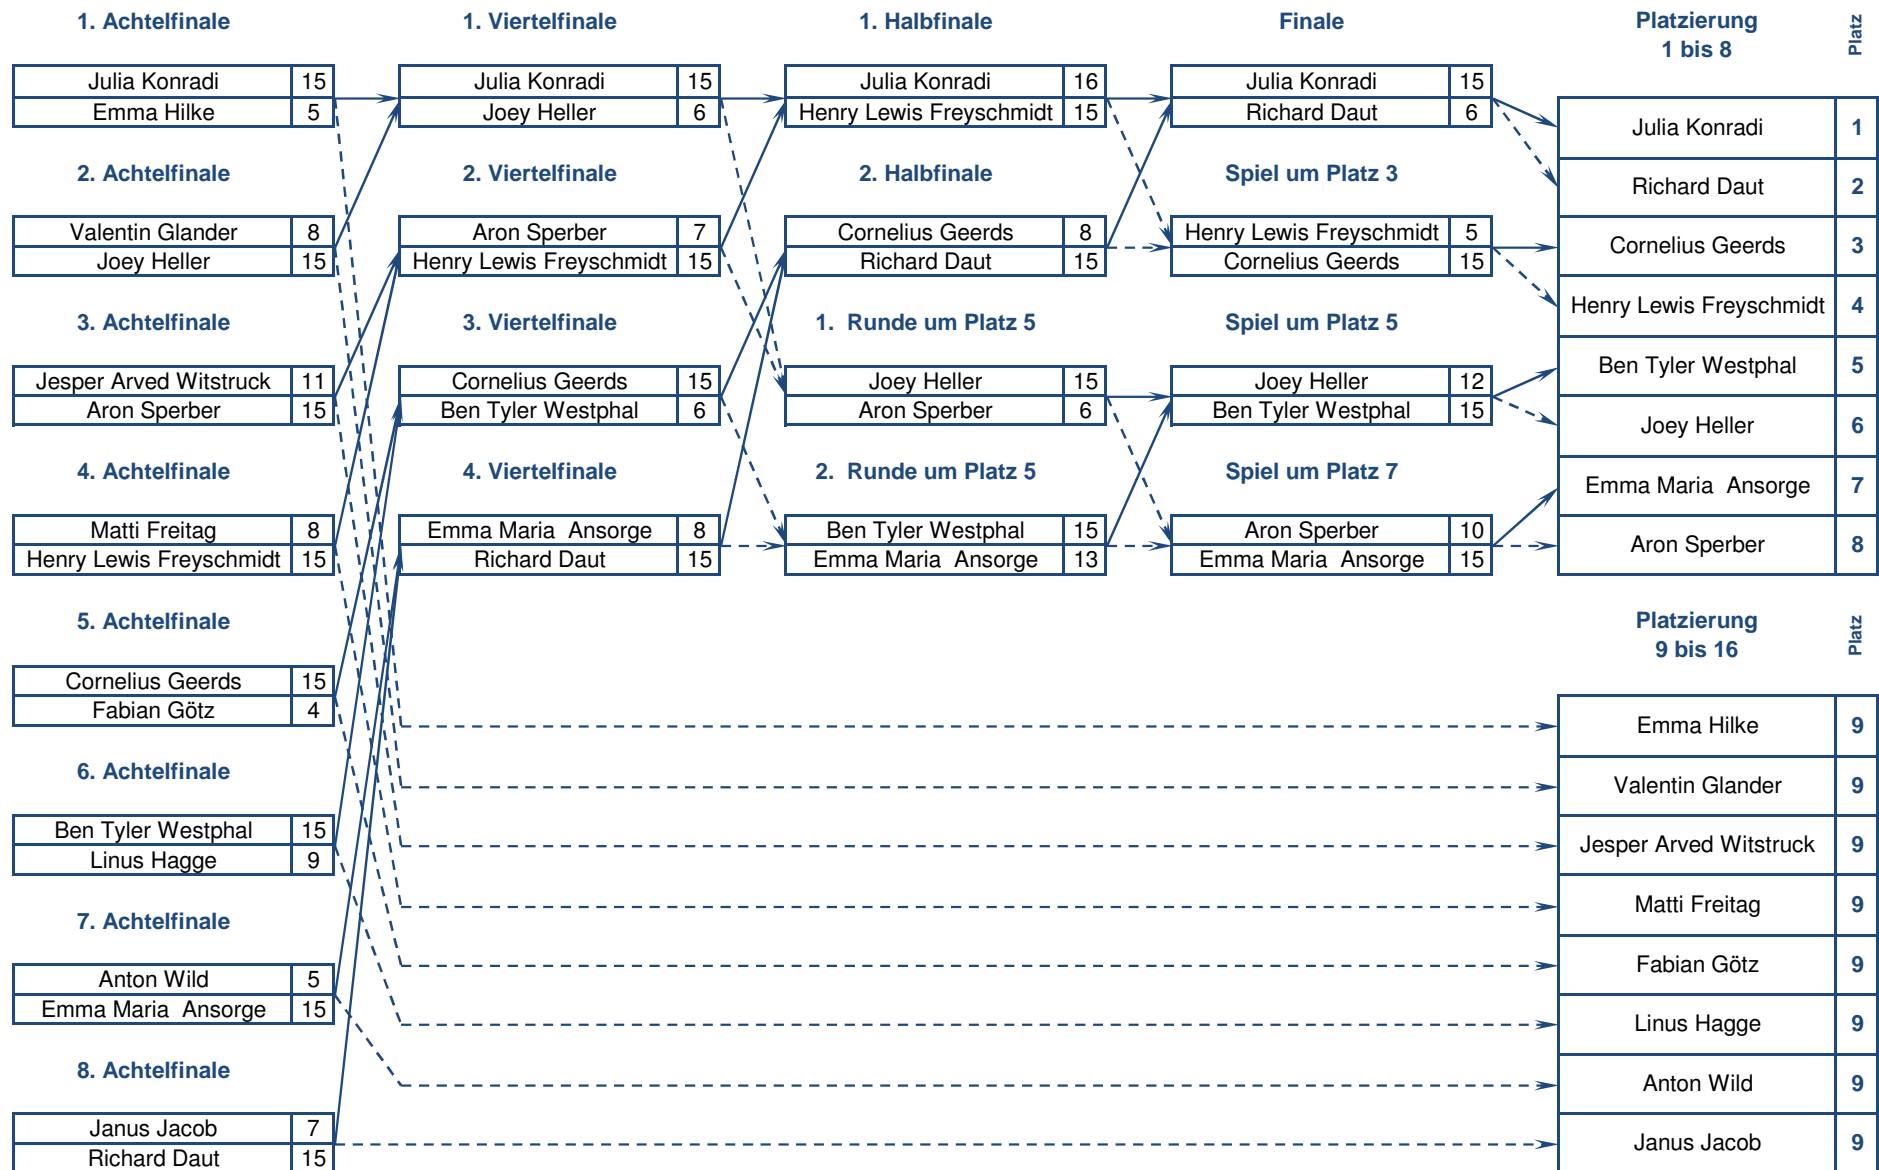 1. Achtelfinale
1. Viertelfinale
1. Halbfinale
Finale
Platzierung
1 bis 8
Platz
Julia Konradi 15
Emma Hilke 5
Julia Konradi 15
Joey Heller 6
Julia Konradi 16
Henry Lewis Freyschmidt 15
Julia Konradi 15
Richard Daut 6
Julia Konradi 1
Richard Daut 2
Cornelius Geerds 3
Henry Lewis Freyschmidt 4
Ben Tyler Westphal 5
Joey Heller 6
Emma Maria  Ansorge 7
Aron Sperber 8
2. Achtelfinale
2. Viertelfinale
2. Halbfinale
Spiel um Platz 3
Valentin Glander 8
Joey Heller 15
Aron Sperber 7
Henry Lewis Freyschmidt 15
Cornelius Geerds 8
Richard Daut 15
Henry Lewis Freyschmidt 5
Cornelius Geerds 15
3. Achtelfinale
3. Viertelfinale
1.  Runde um Platz 5
Spiel um Platz 5
Jesper Arved Witstruck 11
Aron Sperber 15
Cornelius Geerds 15
Ben Tyler Westphal 6
Joey Heller 15
Aron Sperber 6
Joey Heller 12
Ben Tyler Westphal 15
4. Achtelfinale
4. Viertelfinale
2.  Runde um Platz 5
Spiel um Platz 7
Matti Freitag 8
Henry Lewis Freyschmidt 15
Emma Maria  Ansorge 8
Richard Daut 15
Ben Tyler Westphal 15
Emma Maria  Ansorge 13
Aron Sperber 10
Emma Maria  Ansorge 15
5. Achtelfinale
Cornelius Geerds 15
Fabian Götz 4
6. Achtelfinale
Ben Tyler Westphal 15
Linus Hagge 9
7. Achtelfinale
Anton Wild 5
Emma Maria  Ansorge 15
8. Achtelfinale
Janus Jacob 7
Richard Daut 15
Platzierung
9 bis 16
Platz
Emma Hilke 9
Valentin Glander 9
Jesper Arved Witstruck 9
Matti Freitag 9
Fabian Götz 9
Linus Hagge 9
Anton Wild 9
Janus Jacob 9